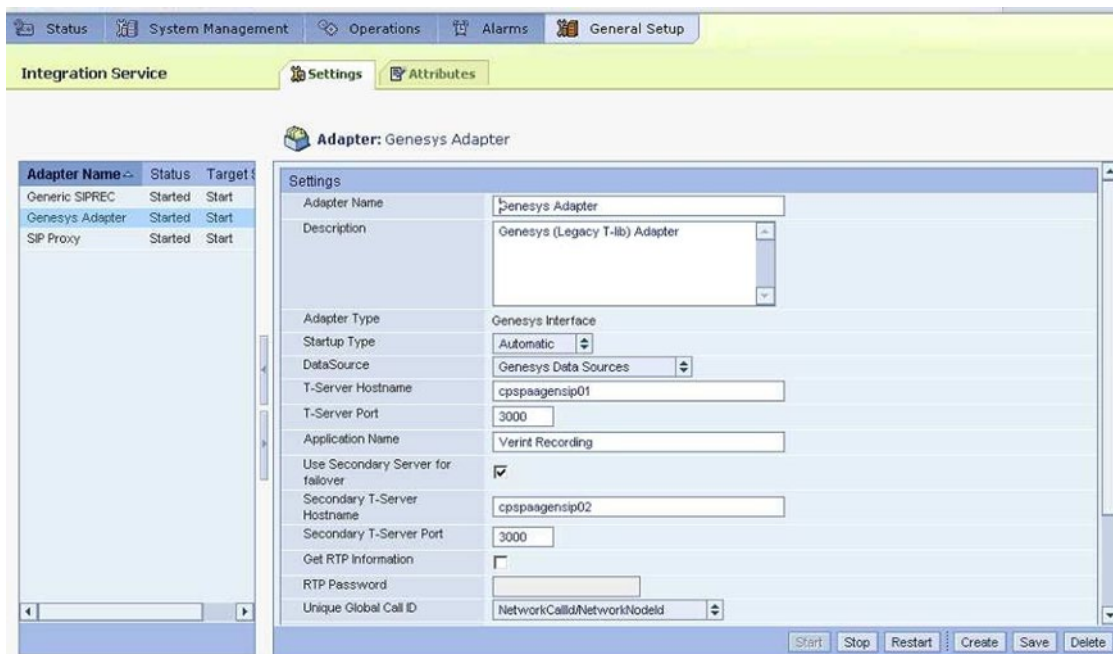 Status System Management Operations Alarms General Setup
Integration Service Settings Attributes
Adapter: Genesys Adapter
Adapter Name Status Target S
Generic SIPREC Started Start
Genesys Adapter Started Start
SIP Proxy Started Start
Settings
Adapter Name Genesys Adapter
Description Genesys (Legacy T-lib) Adapter
Adapter Type Genesys Interface
Startup Type Automatic
DataSource Genesys Data Sources
T-Server Hostname cpspaagensip01
T-Server Port 3000
Application Name Verint Recording
Use Secondary Server for
failover
Secondary T-Server
Hostname cpspaagensip02
Secondary T-Server Port 3000
Get RTP Information
RTP Password
Unique Global Call ID NetworkCallId/NetworkNodeId
Start Stop Restart Create Save Delete